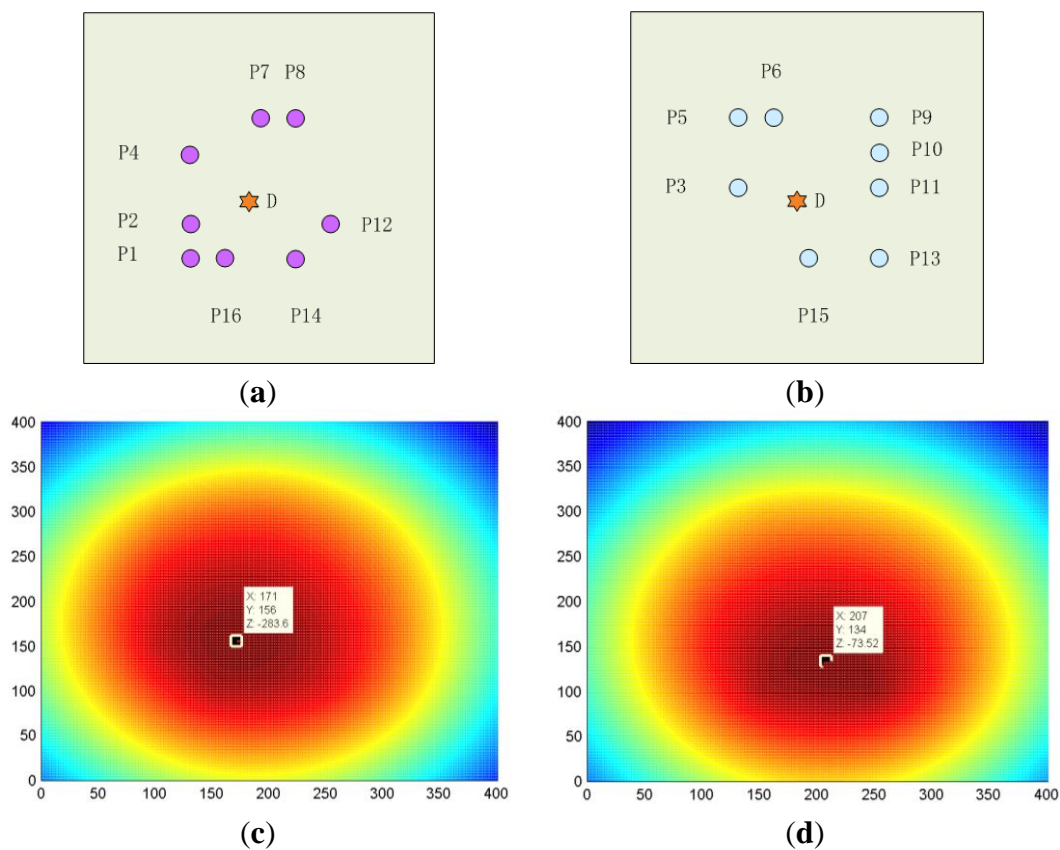 P7 P8
P4
D
P2
P12
P1
P16
P14
(a)
P6
P5
P9
P10
P3
P11
D
P13
P15
(b)
400
350
300
250
200
150
100
50
0
X: 171
Y: 156
Z: -283.6
0 50 100 150 200 250 300 350 400
(c)
400
350
300
250
200
150
100
50
0
X: 207
Y: 134
Z: -73.52
0 50 100 150 200 250 300 350 400
(d)